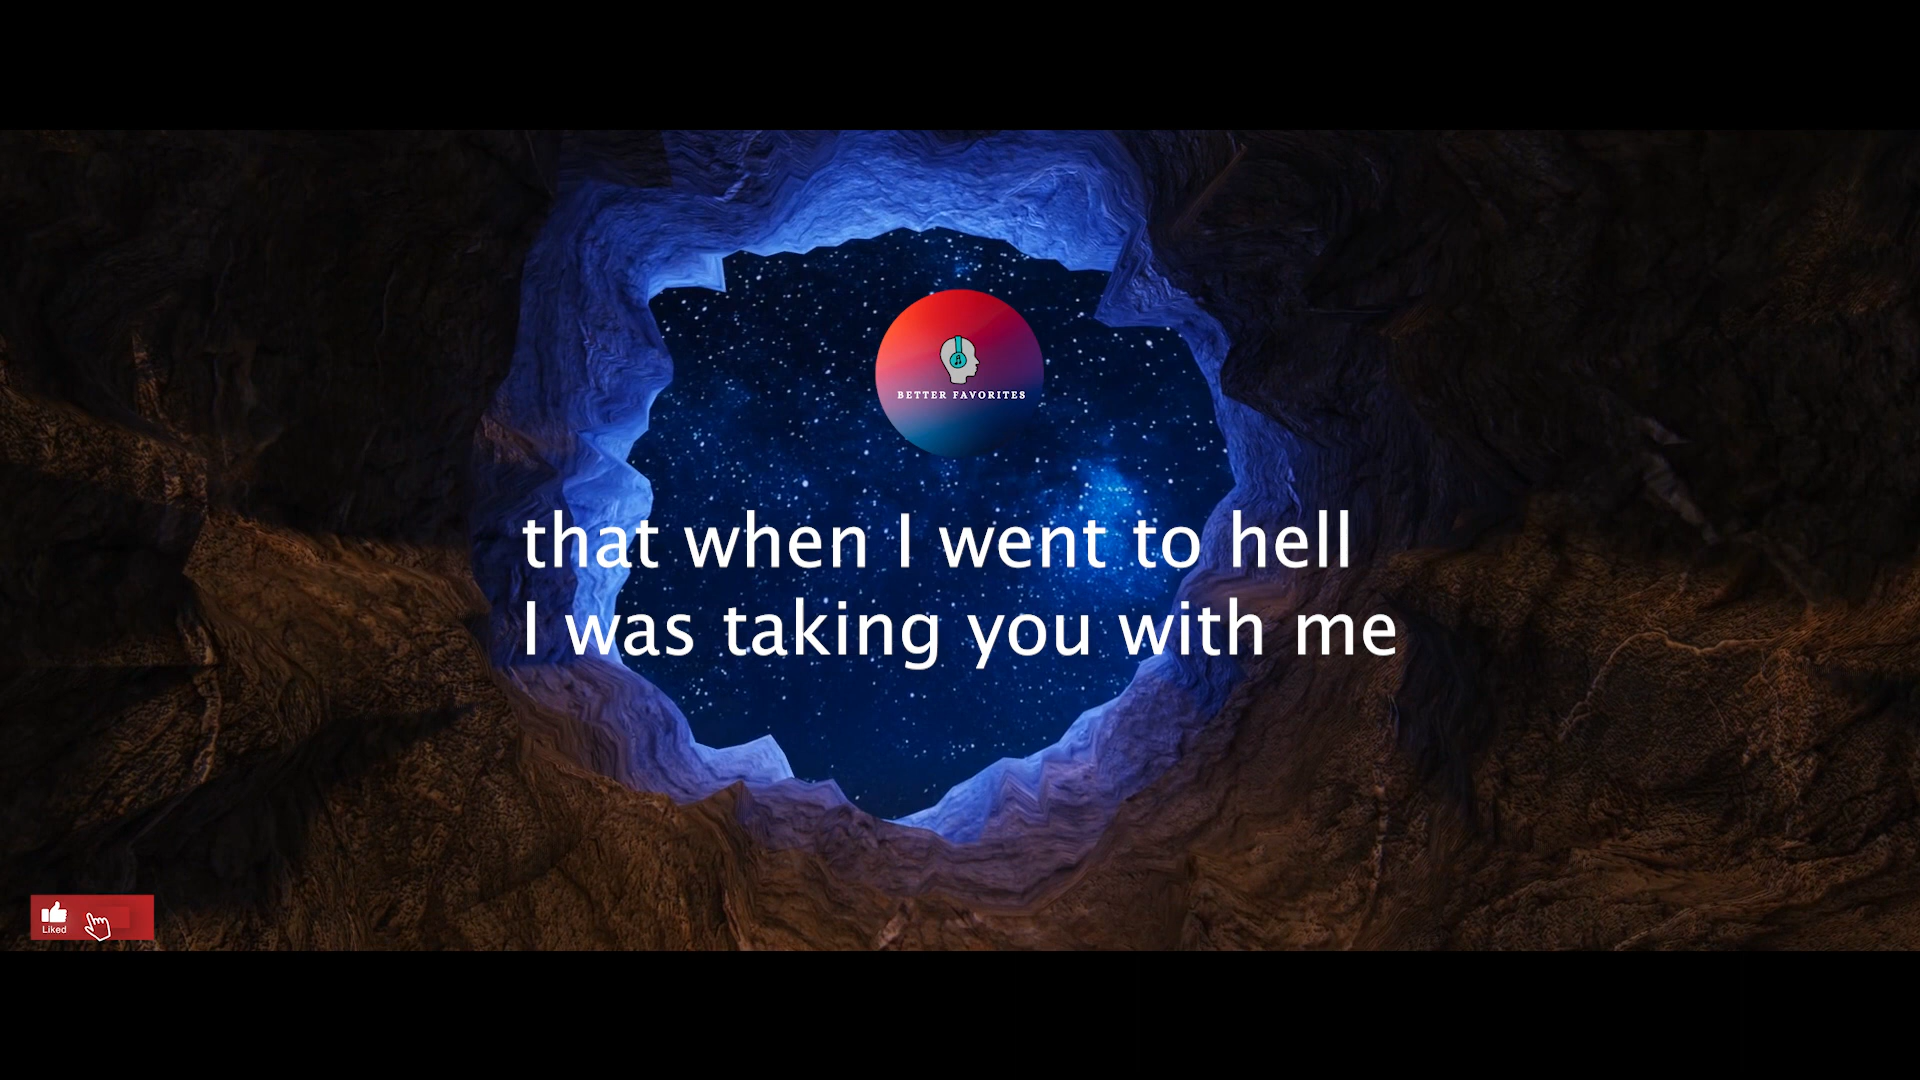 BETTER FAVORITES
that when I went to hell
I was taking you with me
Liked